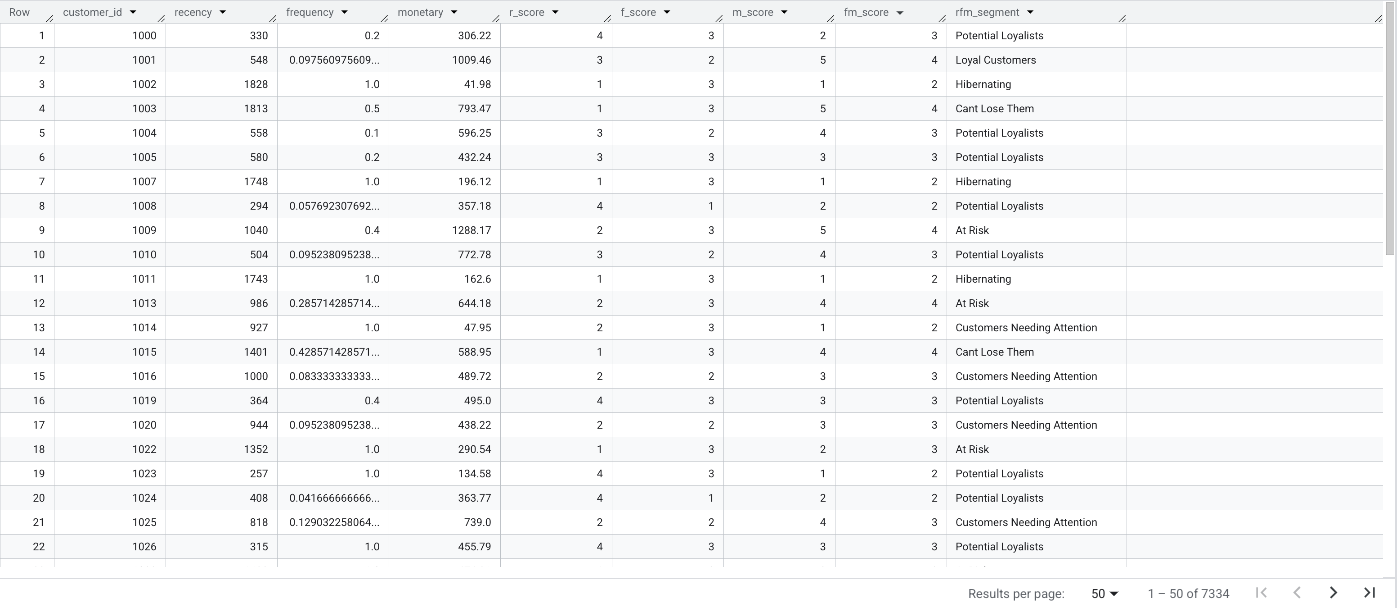 Row customer_id recency frequency monetary r_score f_score m_score fm_score rfm_segment
1 1000 330 0.2 306.22 4 3 2 3 Potential Loyalists
2 1001 548 0.097560975609... 1009.46 3 2 5 4 Loyal Customers
3 1002 1828 1.0 41.98 1 3 1 2 Hibernating
4 1003 1813 0.5 793.47 1 3 5 4 Cant Lose Them
5 1004 558 0.1 596.25 3 2 4 3 Potential Loyalists
6 1005 580 0.2 432.24 3 3 3 3 Potential Loyalists
7 1007 1748 1.0 196.12 1 3 1 2 Hibernating
8 1008 294 0.057692307692... 357.18 4 1 2 2 Potential Loyalists
9 1009 1040 0.4 1288.17 2 3 5 4 At Risk
10 1010 504 0.095238095238... 772.78 3 2 4 3 Potential Loyalists
11 1011 1743 1.0 162.6 1 3 1 2 Hibernating
12 1013 986 0.285714285714... 644.18 2 3 4 4 At Risk
13 1014 927 1.0 47.95 2 3 1 2 Customers Needing Attention
14 1015 1401 0.428571428571... 588.95 1 3 4 4 Cant Lose Them
15 1016 1000 0.083333333333... 489.72 2 2 3 3 Customers Needing Attention
16 1019 364 0.4 495.0 4 3 3 3 Potential Loyalists
17 1020 944 0.095238095238... 438.22 2 2 3 3 Customers Needing Attention
18 1022 1352 1.0 290.54 1 3 2 3 At Risk
19 1023 257 1.0 134.58 4 3 1 2 Potential Loyalists
20 1024 408 0.041666666666... 363.77 4 1 2 2 Potential Loyalists
21 1025 818 0.129032258064... 739.0 2 2 4 3 Customers Needing Attention
22 1026 315 1.0 455.79 4 3 3 3 Potential Loyalists
Results per page: 50 1 – 50 of 7334